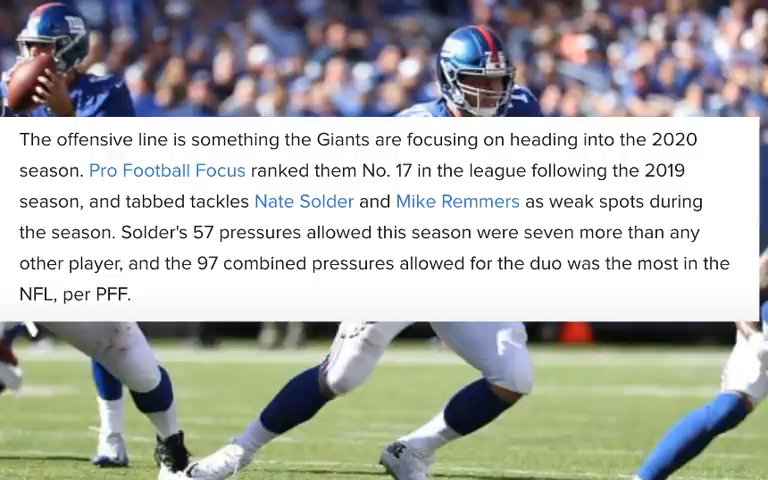 The offensive line is something the Giants are focusing on heading into the 2020
season. Pro Football Focus ranked them No. 17 in the league following the 2019
season, and tabbed tackles Nate Solder and Mike Remmers as weak spots during
the season. Solder's 57 pressures allowed this season were seven more than any
other player, and the 97 combined pressures allowed for the duo was the most in the
NFL, per PFF.